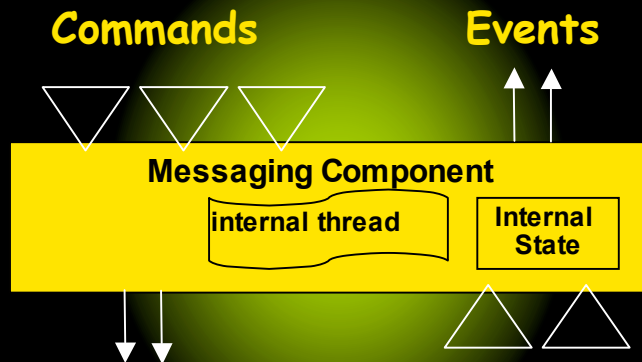 Commands
Events
Messaging Component
internal thread
Internal
State